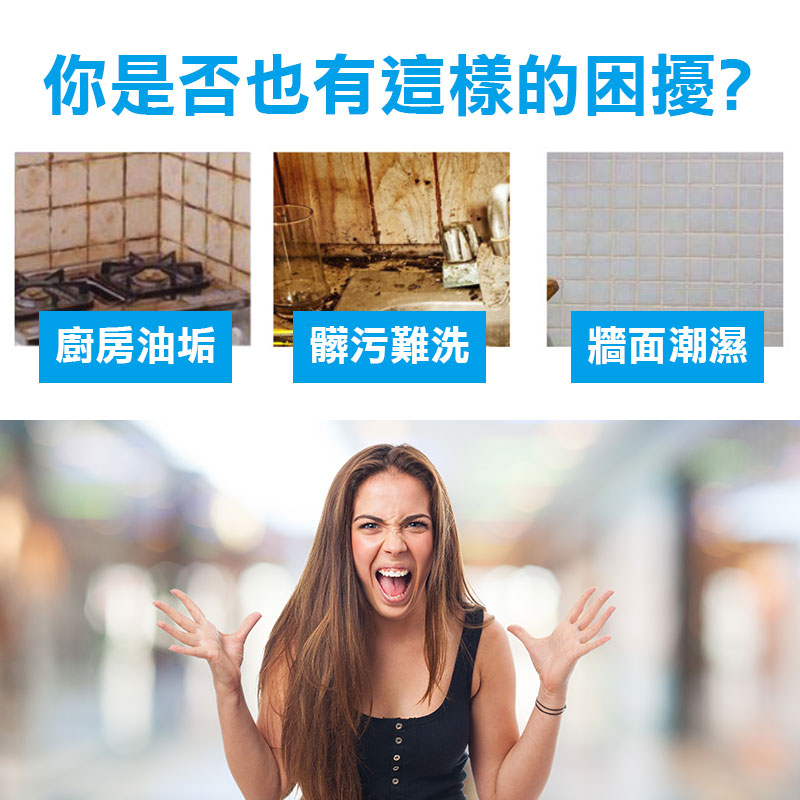 你是否也有這樣的困擾?
廚房油垢
髒污難洗
牆面潮濕